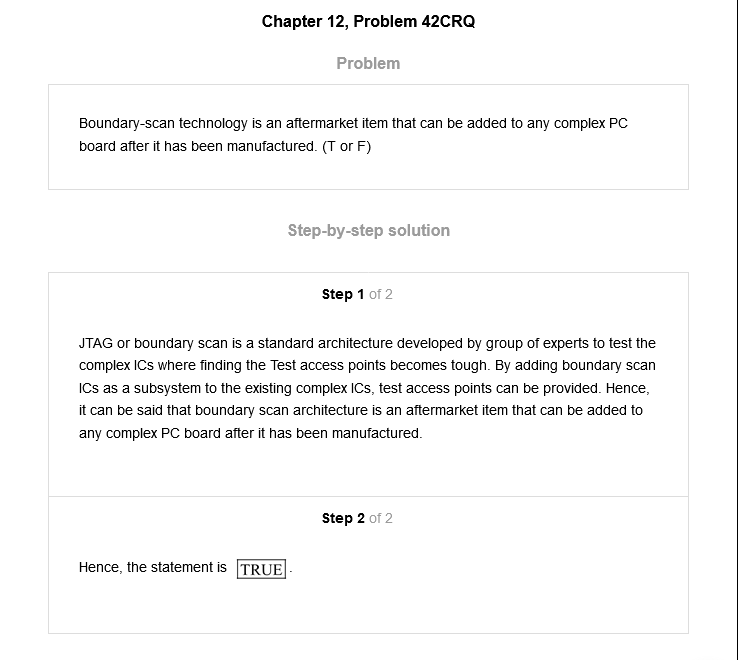 Chapter 12, Problem 42CRQ
Problem
Boundary-scan technology is an aftermarket item that can be added to any complex PC
board after it has been manufactured. (T or F)
Step-by-step solution
Step 1 of 2
JTAG or boundary scan is a standard architecture developed by group of experts to test the
complex ICs where finding the Test access points becomes tough. By adding boundary scan
ICs as a subsystem to the existing complex ICs, test access points can be provided. Hence,
it can be said that boundary scan architecture is an aftermarket item that can be added to
any complex PC board after it has been manufactured.
Step 2 of 2
Hence, the statement is TRUE.